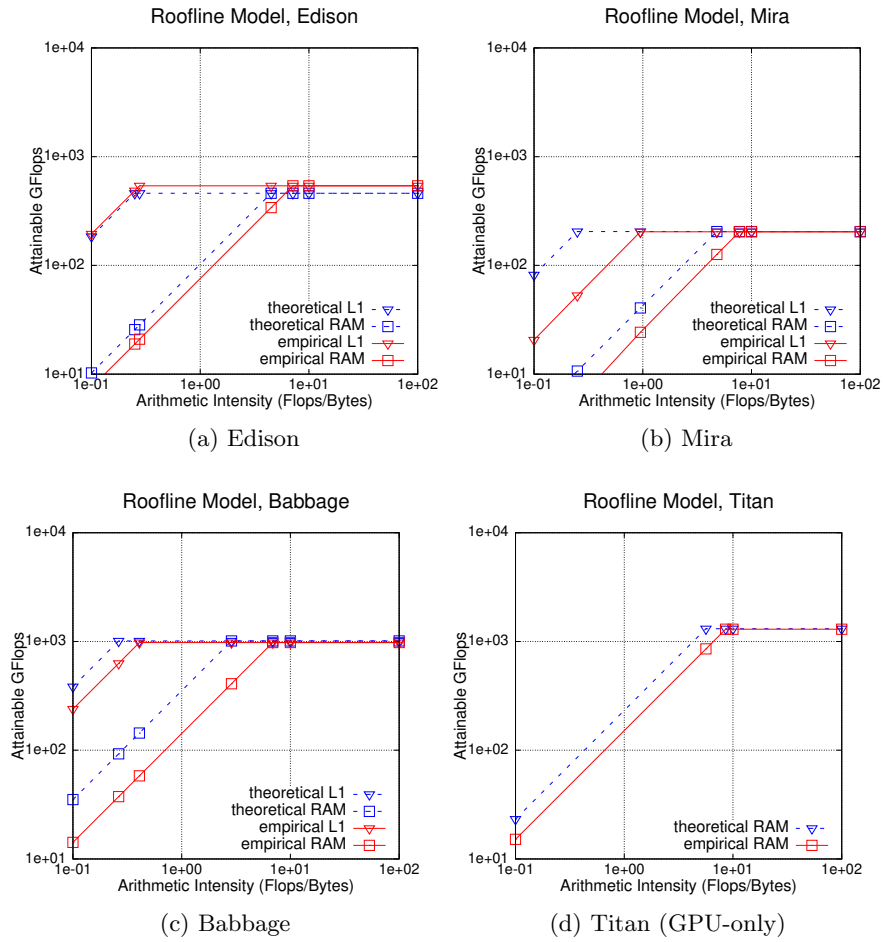 Roofline Model, Edison
1e+04
1e+03
1e+02
1e+01
Attainable GFlops
theoretical L1
theoretical RAM
empirical L1
empirical RAM
1e-01 1e+00 1e+01 1e+02
Arithmetic Intensity (Flops/Bytes)
(a) Edison
Roofline Model, Mira
1e+04
1e+03
1e+02
1e+01
Attainable GFlops
theoretical L1
theoretical RAM
empirical L1
empirical RAM
1e-01 1e+00 1e+01 1e+02
Arithmetic Intensity (Flops/Bytes)
(b) Mira
Roofline Model, Babbage
1e+04
1e+03
1e+02
1e+01
Attainable GFlops
theoretical L1
theoretical RAM
empirical L1
empirical RAM
1e-01 1e+00 1e+01 1e+02
Arithmetic Intensity (Flops/Bytes)
(c) Babbage
Roofline Model, Titan
1e+04
1e+03
1e+02
1e+01
Attainable GFlops
theoretical RAM
empirical RAM
1e-01 1e+00 1e+01 1e+02
Arithmetic Intensity (Flops/Bytes)
(d) Titan (GPU-only)